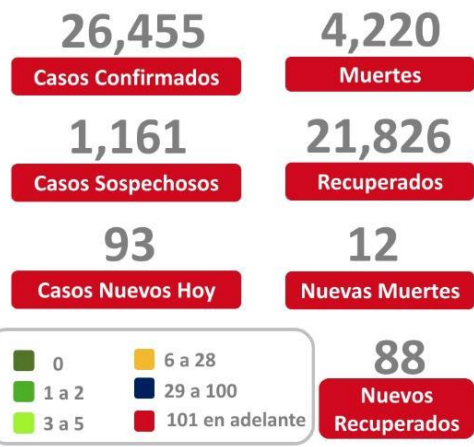 26,455
Casos Confirmados
4,220
Muertes
1,161
Casos Sospechosos
21,826
Recuperados
93
Casos Nuevos Hoy
12
Nuevas Muertes
0
1 a 2
3 a 5
6 a 28
29 a 100
101 en adelante
88
Nuevos
Recuperados